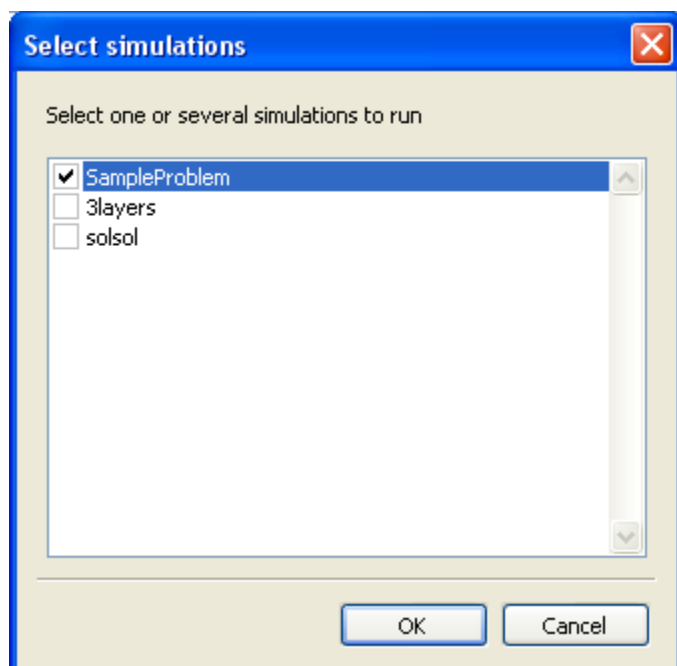 Select simulations
Select one or several simulations to run
SampleProblem
3layers
solsol
OK
Cancel